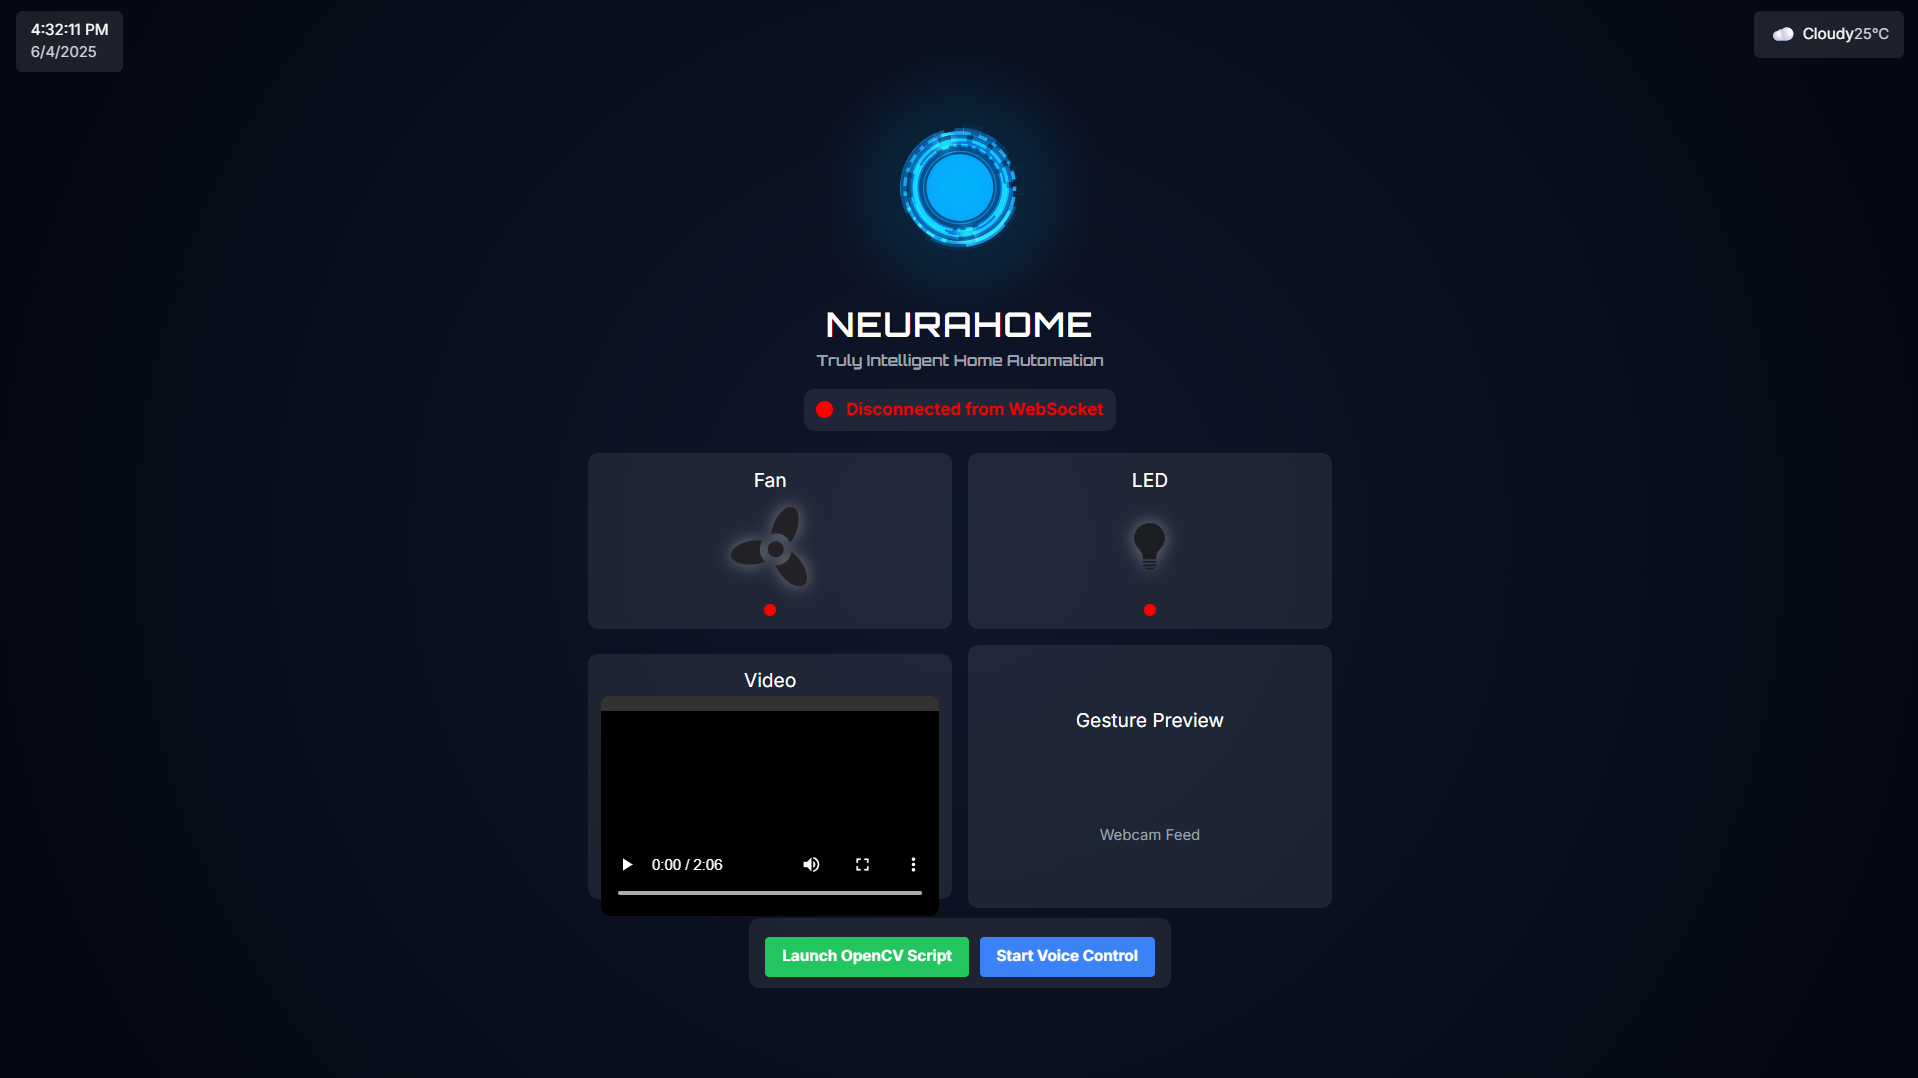 4:32:11 PM
6/4/2025
Cloudy25°C
NEURAHOME
Truly Intelligent Home Automation
Disconnected from WebSocket
Fan
LED
Video
0:00 / 2:06
Gesture Preview
Webcam Feed
Launch OpenCV Script
Start Voice Control